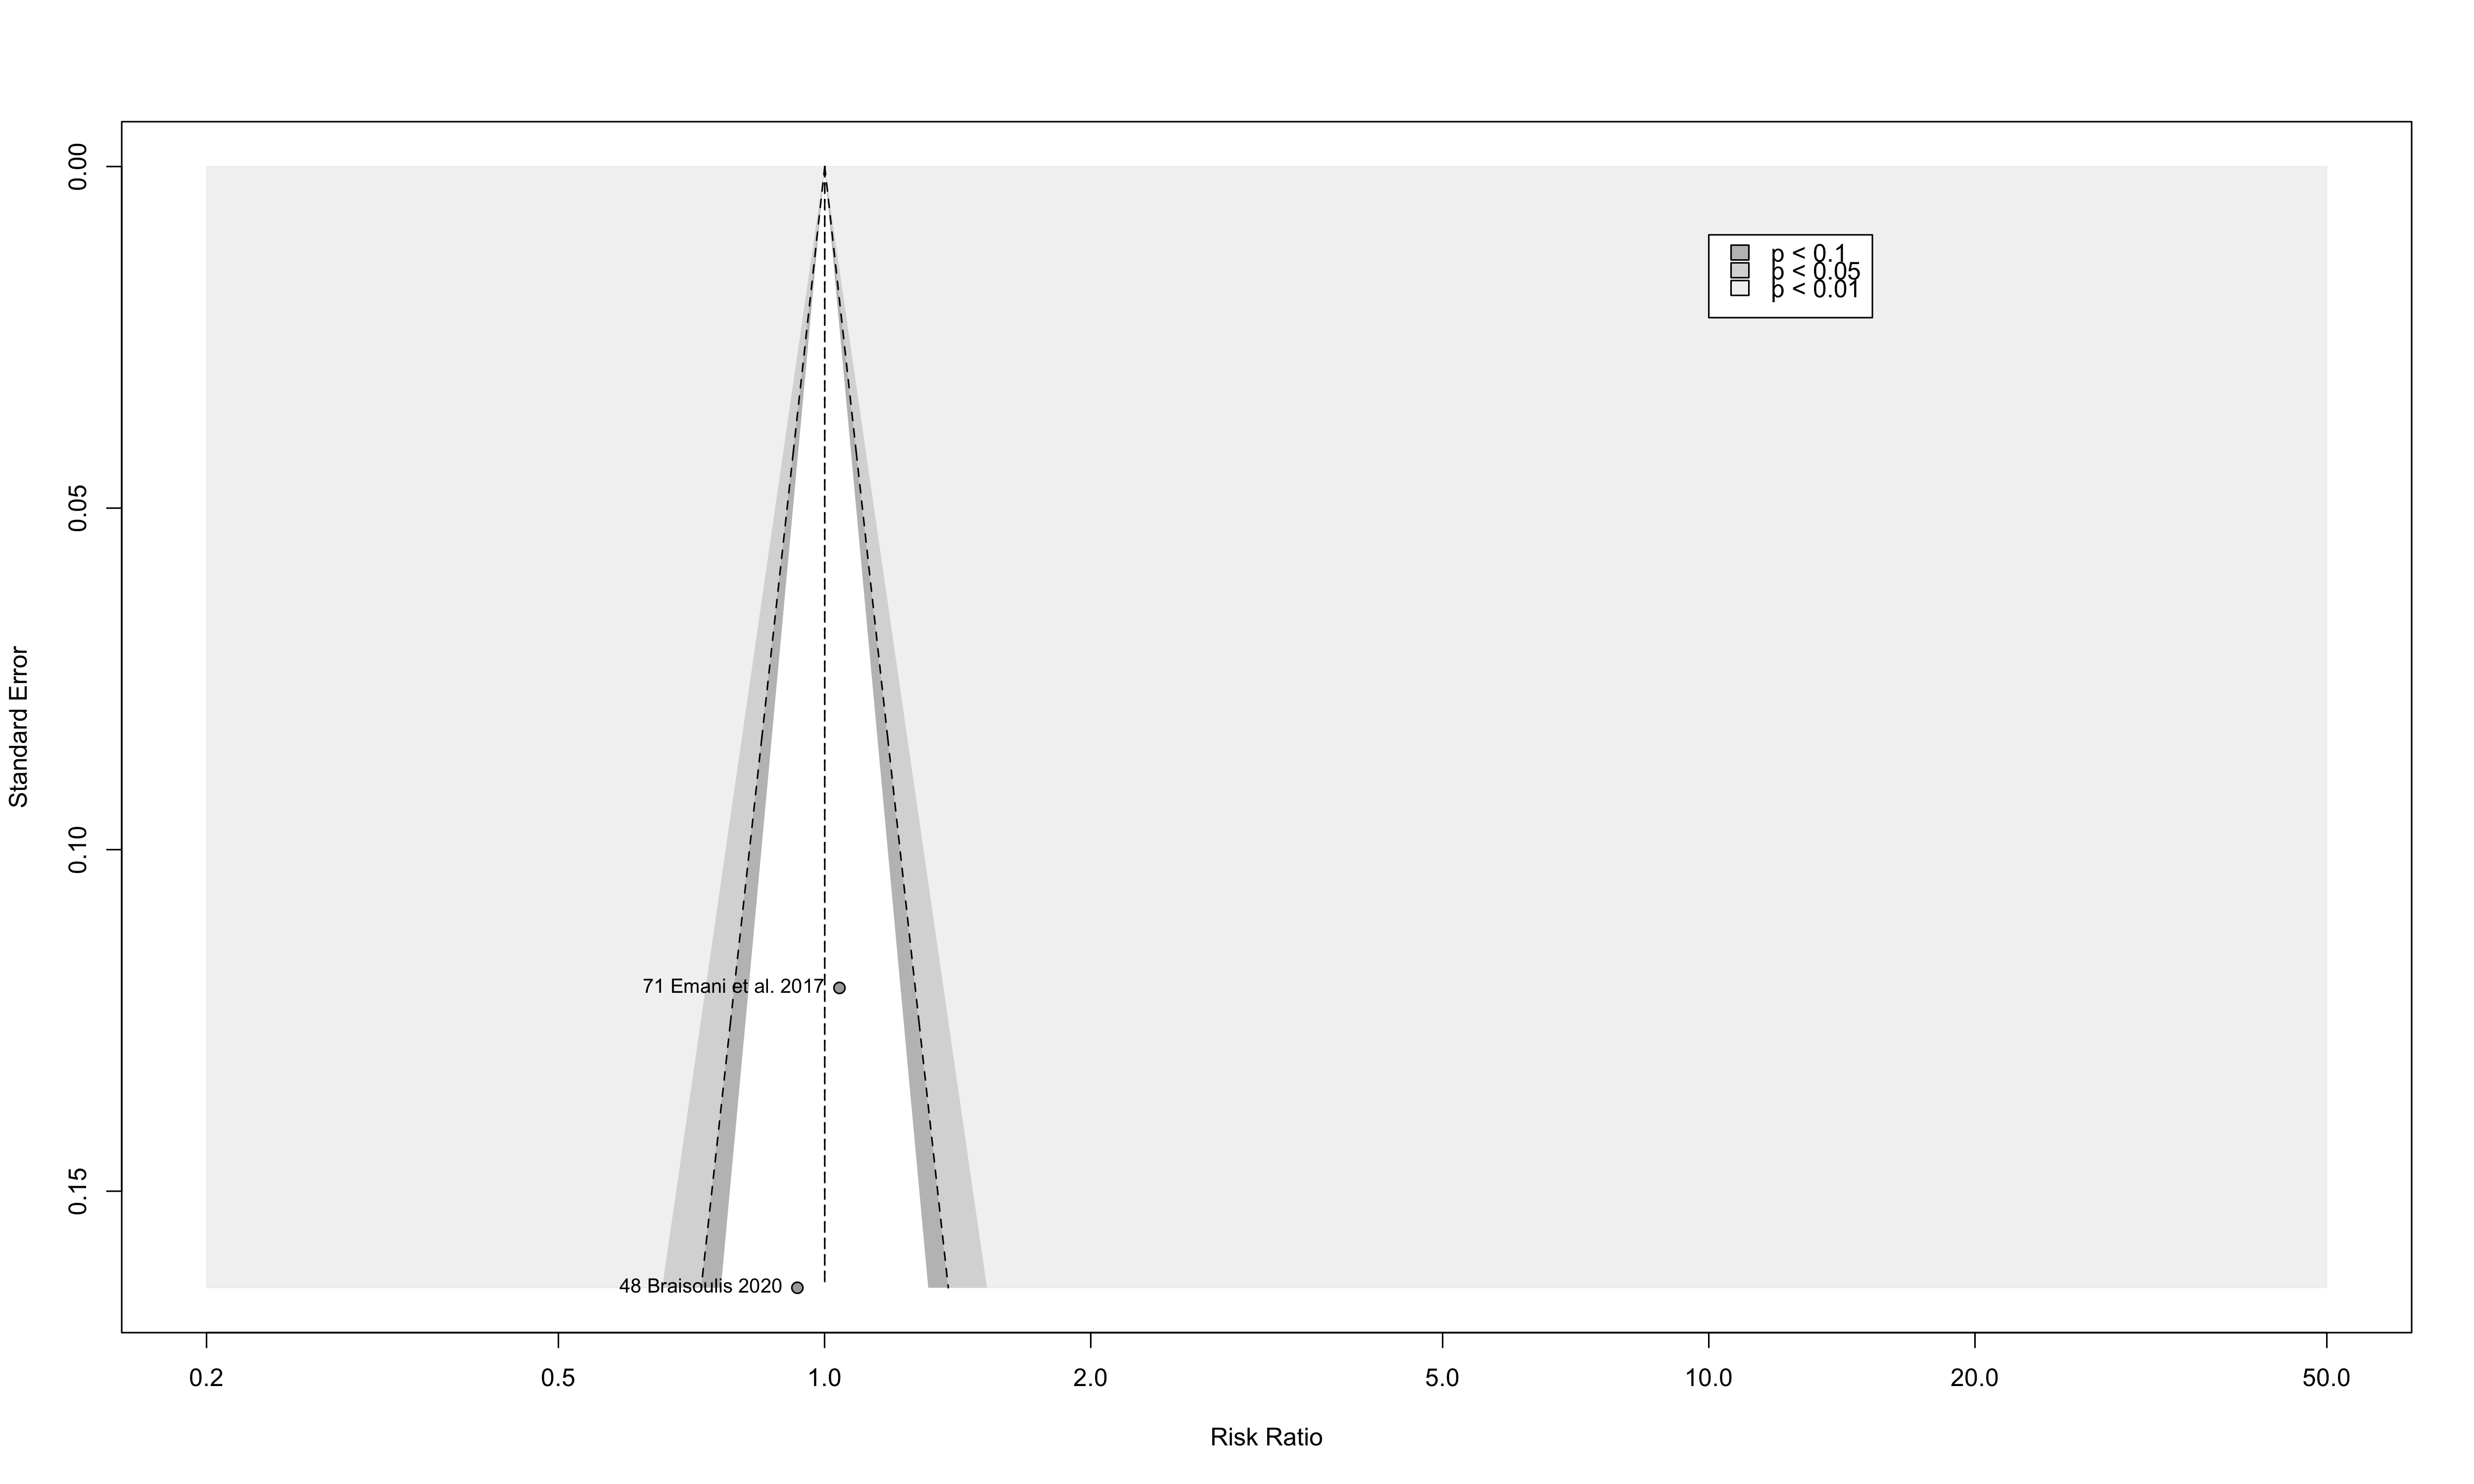 0.00
p < 0.1
p < 0.05
p < 0.01
0.05
Standard Error
0.10
71 Emani et al. 2017
0.15
48 Braisoulis 2020
0.2 0.5 1.0 2.0 5.0 10.0 20.0 50.0
Risk Ratio